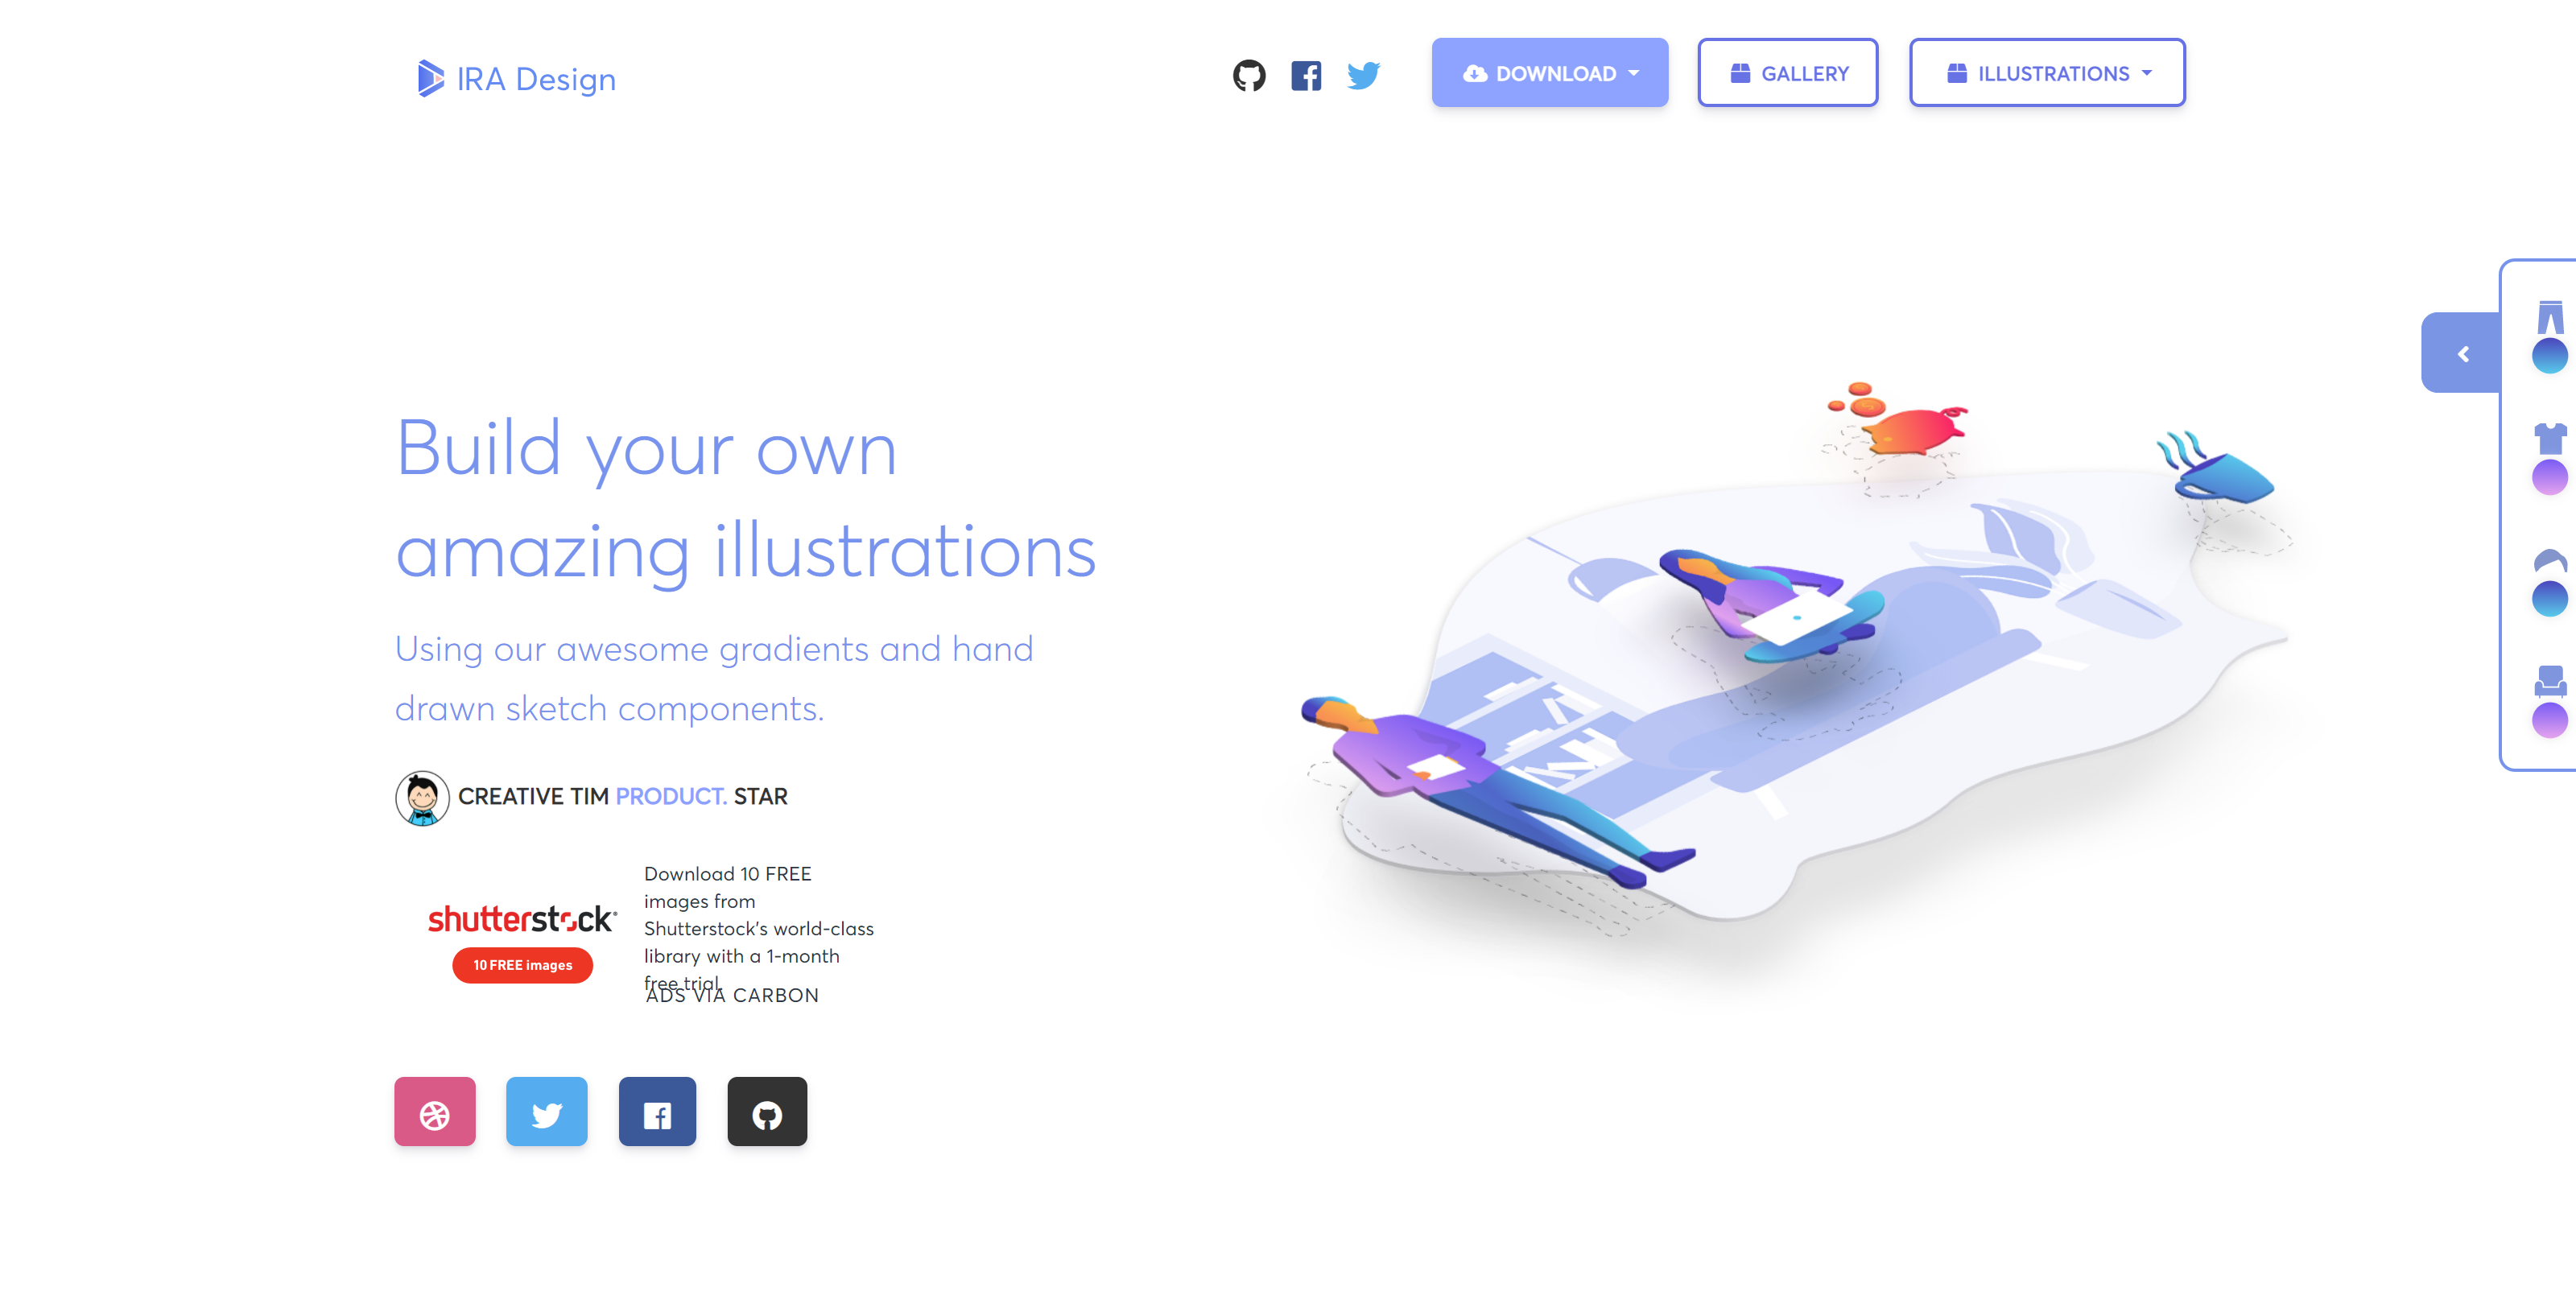 IRA Design
DOWNLOAD
GALLERY
ILLUSTRATIONS
Build your own
amazing illustrations
Using our awesome gradients and hand
drawn sketch components.
CREATIVE TIM PRODUCT. STAR
shutterstock
10 FREE images
Download 10 FREE
images from
Shutterstock's world-class
library with a 1-month
free trial.
ADS VIA CARBON